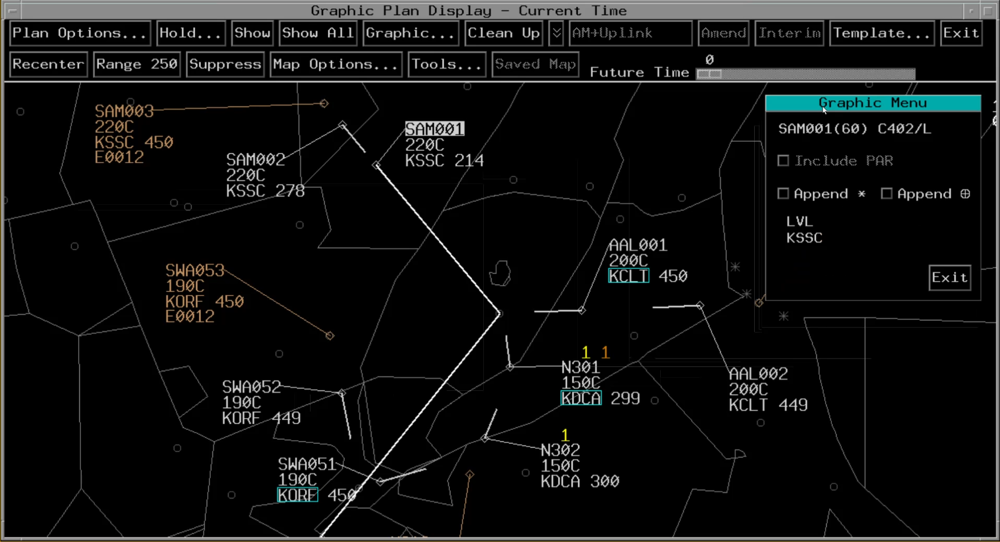 Graphic Plan Display - Current Time
Plan Options... Hold... Show Show All Graphic... Clean Up AM+Uplink Amend Interim Template... Exit
Recenter Range 250 Suppress Map Options... Tools... Saved Map Future Time 0
SAM003
220C
KSSC 450
E0012
SAM002
220C
KSSC 278
SAM001
220C
KSSC 214
Graphic Menu
SAM001(60) C402/L
Include PAR
Append * Append ⊕
LVL
KSSC
Exit
AAL001
200C
KCLT 450
SWA053
190C
KORF 450
E0012
1 1
N301
150C
KDCA 299
AAL002
200C
KCLT 449
SWA052
190C
KORF 449
1
N302
150C
KDCA 300
SWA051
190C
KORF 450